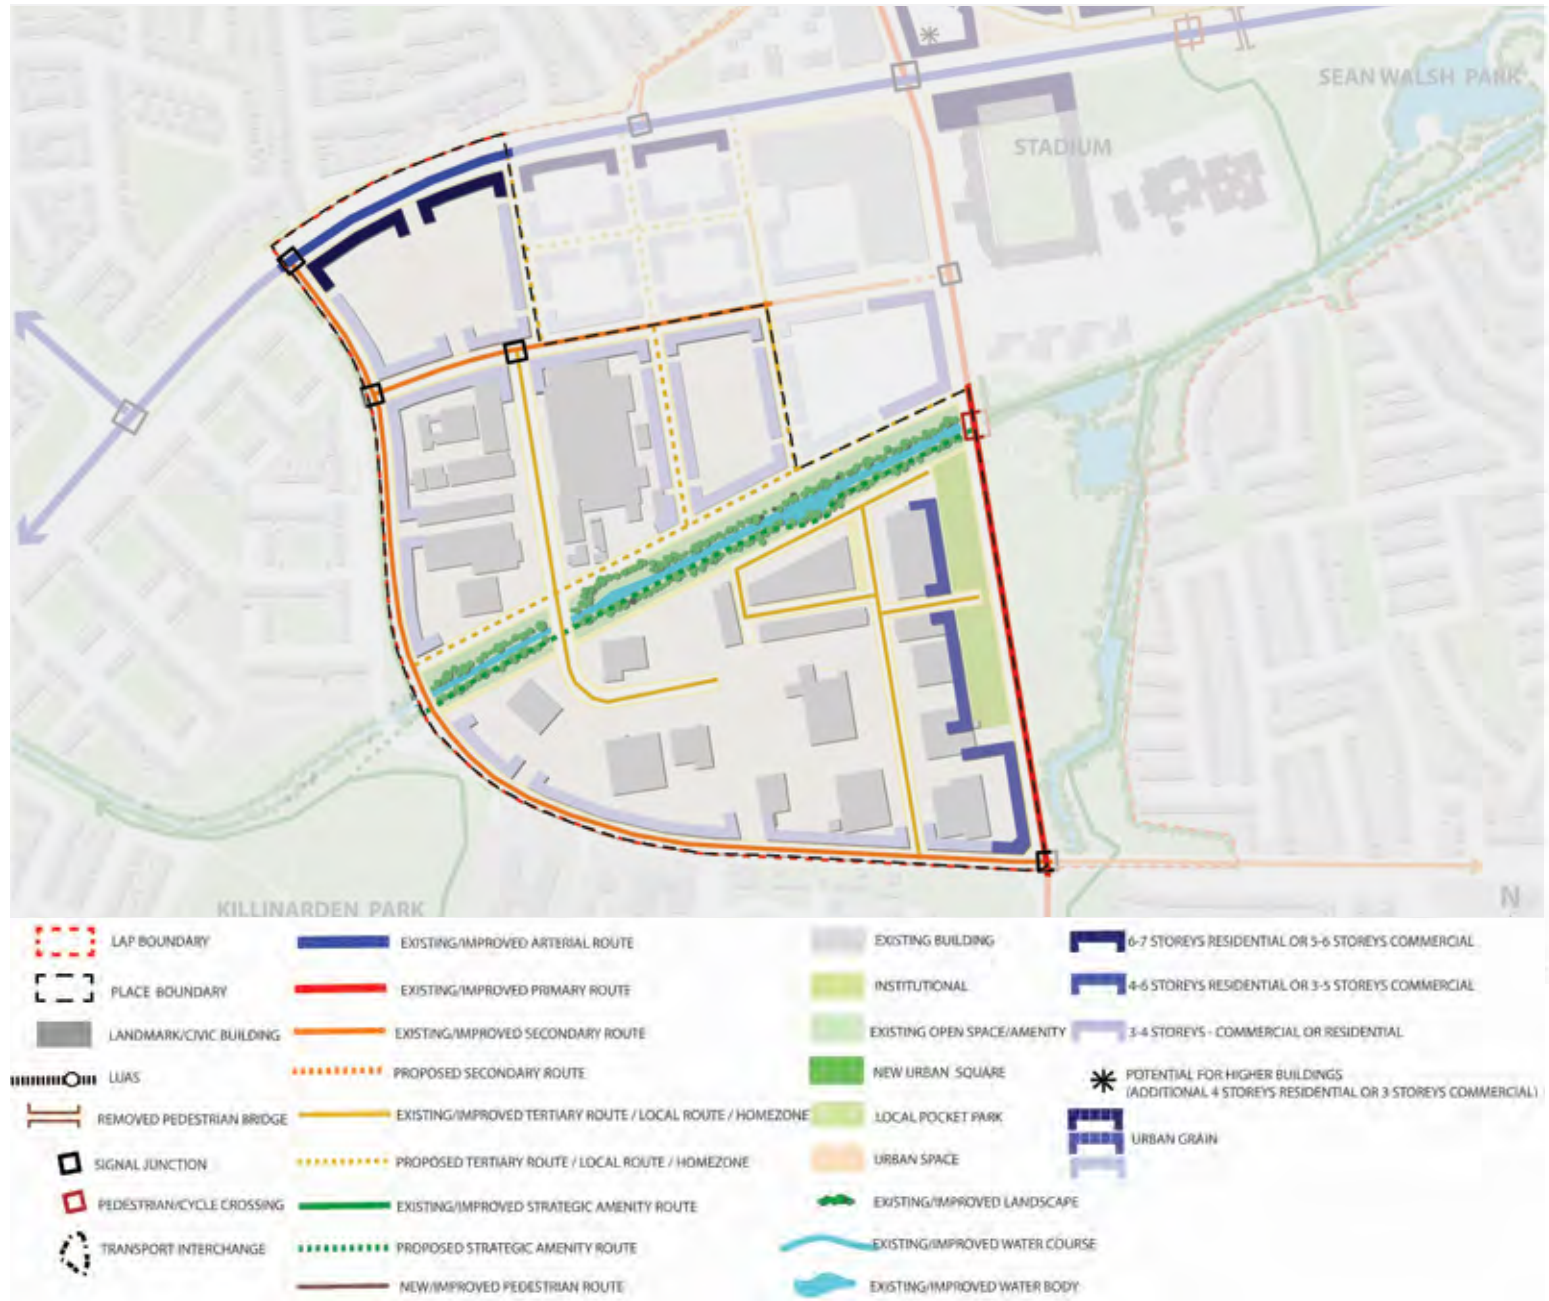 SEAN WALSH PARK
STADIUM
KILLINARDEN PARK
N
LAP BOUNDARY
PLACE BOUNDARY
LANDMARK/CIVIC BUILDING
LUAS
REMOVED PEDESTRIAN BRIDGE
SIGNAL JUNCTION
PEDESTRIAN/CYCLE CROSSING
TRANSPORT INTERCHANGE
EXISTING/IMPROVED ARTERIAL ROUTE
EXISTING/IMPROVED PRIMARY ROUTE
EXISTING/IMPROVED SECONDARY ROUTE
PROPOSED SECONDARY ROUTE
EXISTING/IMPROVED TERTIARY ROUTE / LOCAL ROUTE / HOMEZONE
PROPOSED TERTIARY ROUTE / LOCAL ROUTE / HOMEZONE
EXISTING/IMPROVED STRATEGIC AMENITY ROUTE
PROPOSED STRATEGIC AMENITY ROUTE
NEW/IMPROVED PEDESTRIAN ROUTE
EXISTING BUILDING
INSTITUTIONAL
EXISTING OPEN SPACE/AMENITY
NEW URBAN SQUARE
LOCAL POCKET PARK
URBAN SPACE
EXISTING/IMPROVED LANDSCAPE
EXISTING/IMPROVED WATER COURSE
EXISTING/IMPROVED WATER BODY
6-7 STOREYS RESIDENTIAL OR 5-6 STOREYS COMMERCIAL
4-6 STOREYS RESIDENTIAL OR 3-5 STOREYS COMMERCIAL
3-4 STOREYS - COMMERCIAL OR RESIDENTIAL
POTENTIAL FOR HIGHER BUILDINGS
(ADDITIONAL 4 STOREYS RESIDENTIAL OR 3 STOREYS COMMERCIAL)
URBAN GRAIN